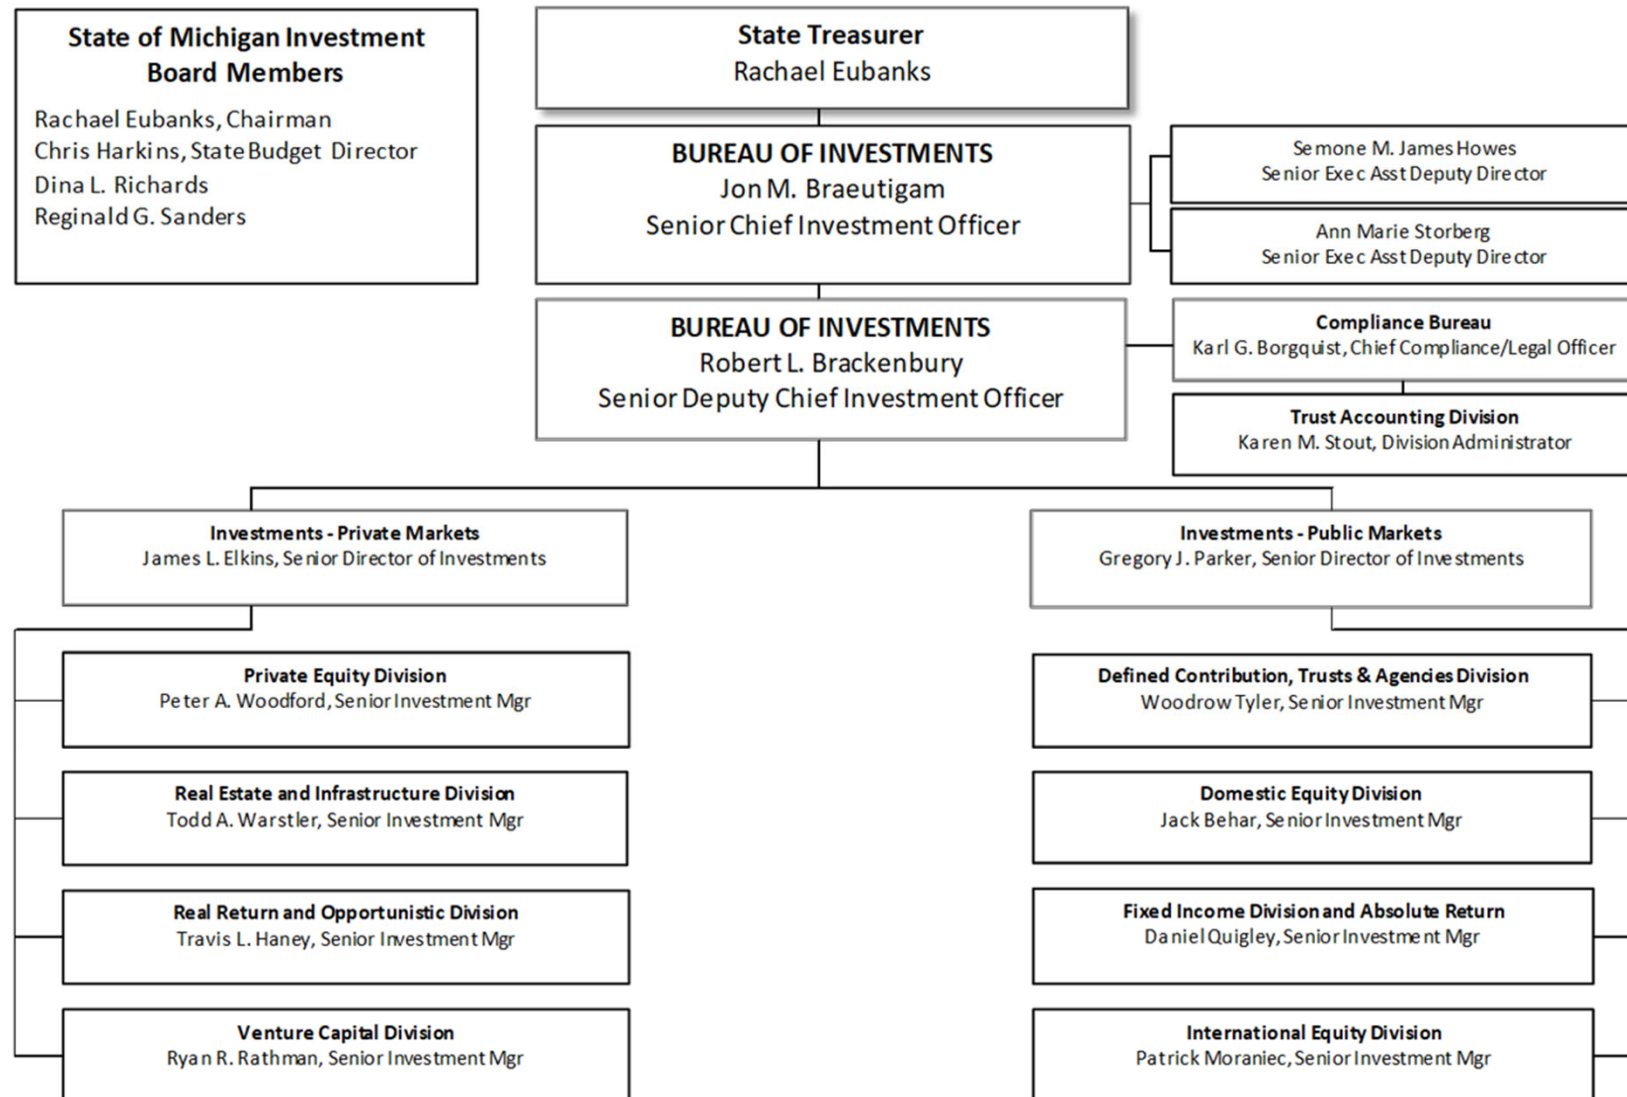 State of Michigan Investment
Board Members
Rachael Eubanks, Chairman
Chris Harkins, State Budget Director
Dina L. Richards
Reginald G. Sanders
State Treasurer
Rachael Eubanks
BUREAU OF INVESTMENTS
Jon M. Braeutigam
Senior Chief Investment Officer
Semone M. James Howes
Senior Exec Asst Deputy Director
Ann Marie Storberg
Senior Exec Asst Deputy Director
BUREAU OF INVESTMENTS
Robert L. Brackenbury
Senior Deputy Chief Investment Officer
Compliance Bureau
Karl G. Borgquist, Chief Compliance/Legal Officer
Trust Accounting Division
Karen M. Stout, Division Administrator
Investments - Private Markets
James L. Elkins, Senior Director of Investments
Private Equity Division
Peter A. Woodford, Senior Investment Mgr
Real Estate and Infrastructure Division
Todd A. Warstler, Senior Investment Mgr
Real Return and Opportunistic Division
Travis L. Haney, Senior Investment Mgr
Venture Capital Division
Ryan R. Rathman, Senior Investment Mgr
Investments - Public Markets
Gregory J. Parker, Senior Director of Investments
Defined Contribution, Trusts & Agencies Division
Woodrow Tyler, Senior Investment Mgr
Domestic Equity Division
Jack Behar, Senior Investment Mgr
Fixed Income Division and Absolute Return
Daniel Quigley, Senior Investment Mgr
International Equity Division
Patrick Moraniec, Senior Investment Mgr